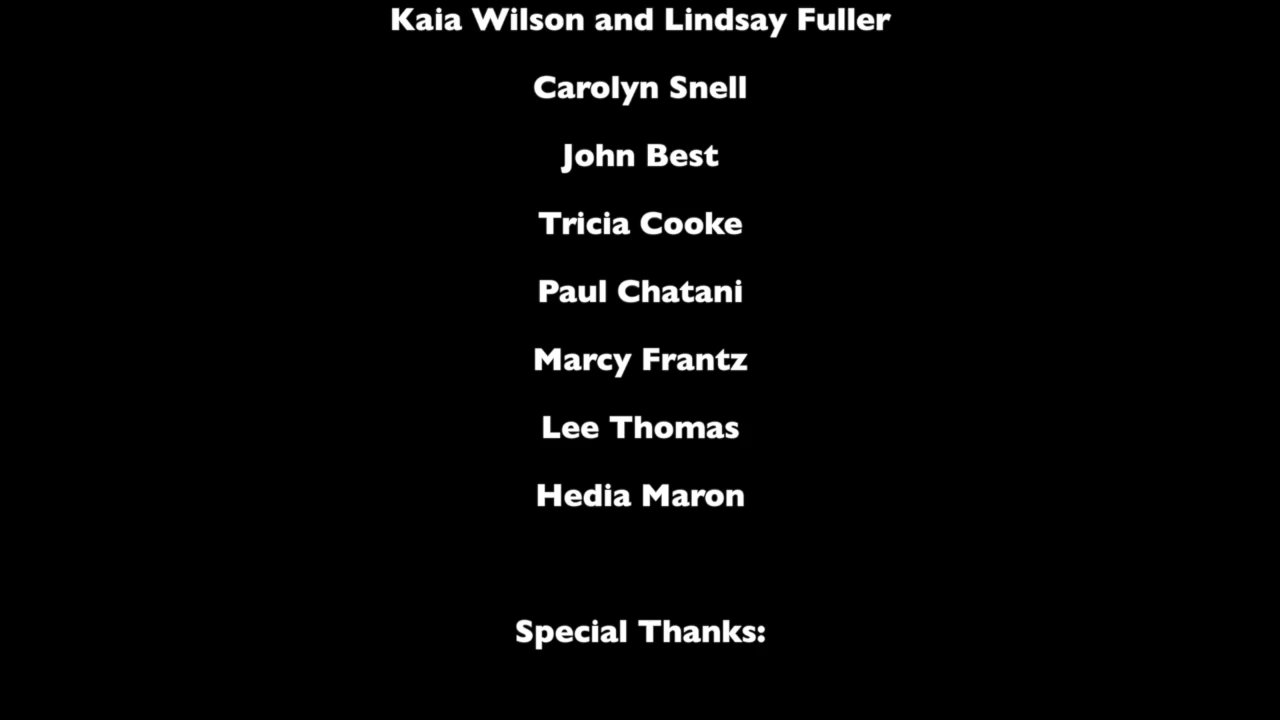 Kaia Wilson and Lindsay Fuller
Carolyn Snell
John Best
Tricia Cooke
Paul Chatani
Marcy Frantz
Lee Thomas
Hedia Maron
Special Thanks: